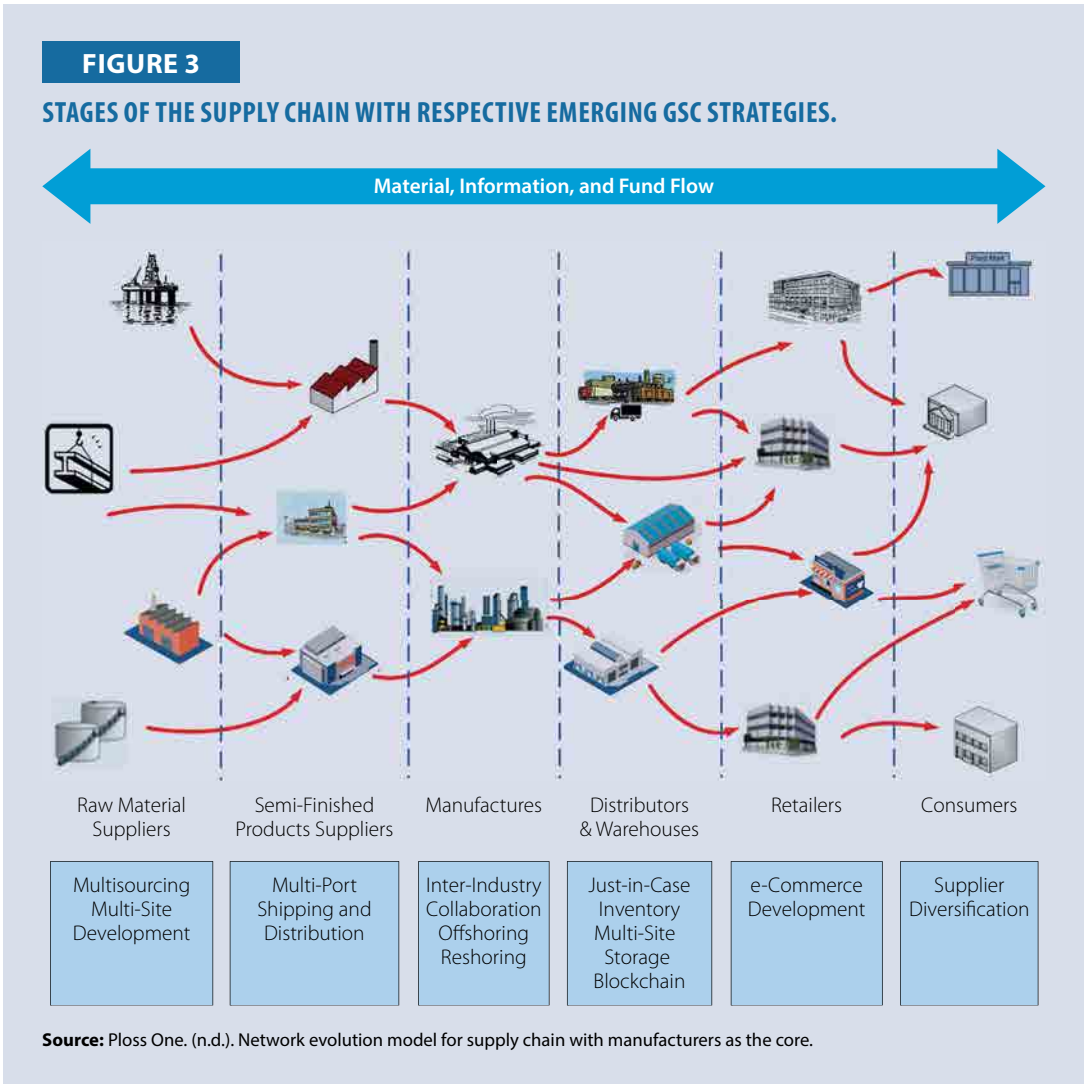 FIGURE 3
STAGES OF THE SUPPLY CHAIN WITH RESPECTIVE EMERGING GSC STRATEGIES.
Material, Information, and Fund Flow
Raw Material
Suppliers
Semi-Finished
Products Suppliers
Manufactures
Distributors
& Warehouses
Retailers
Consumers
Multisourcing
Multi-Site
Development
Multi-Port
Shipping and
Distribution
Inter-Industry
Collaboration
Offshoring
Reshoring
Just-in-Case
Inventory
Multi-Site
Storage
Blockchain
e-Commerce
Development
Supplier
Diversification
Source: Ploss One. (n.d.). Network evolution model for supply chain with manufacturers as the core.